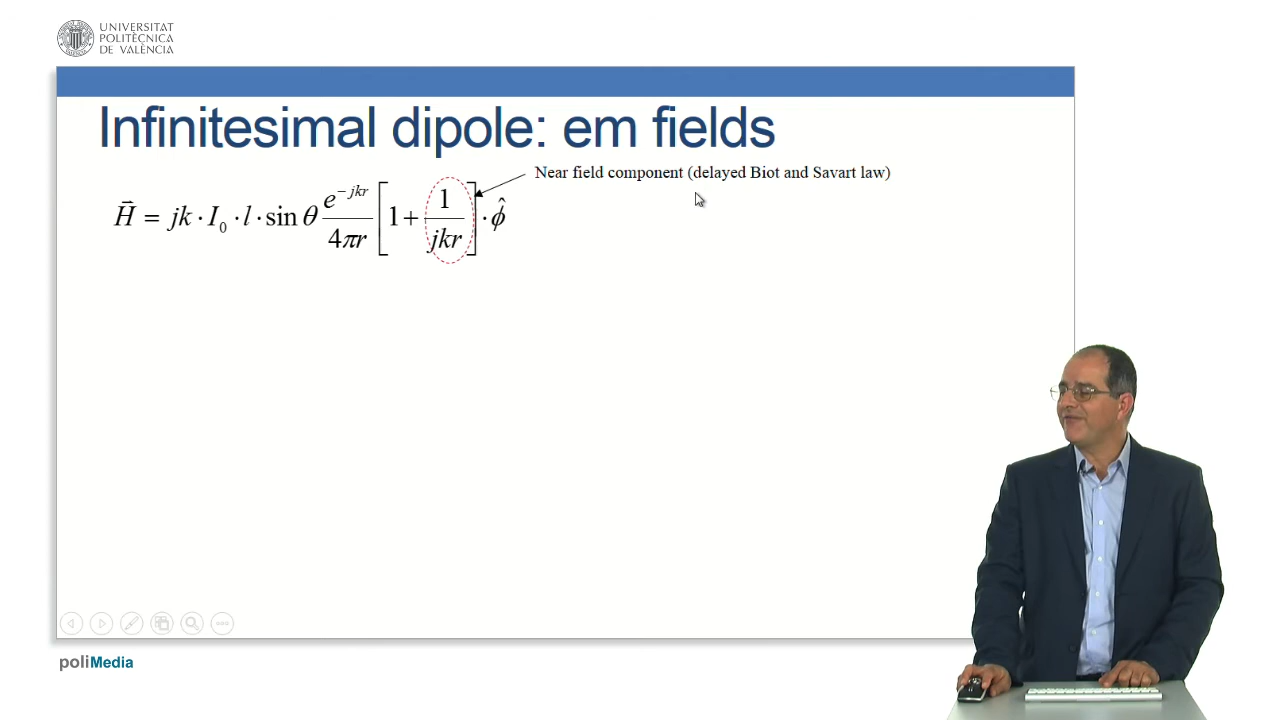 UNIVERSITAT
POLITÈCNICA
DE VALÈNCIA
Infinitesimal dipole: em fields
Near field component (delayed Biot and Savart law)
H⃗ = jk · I₀ · l · sin θ e^{−jkr} / 4πr [1 + 1 / jkr] · φ̂
poliMedia